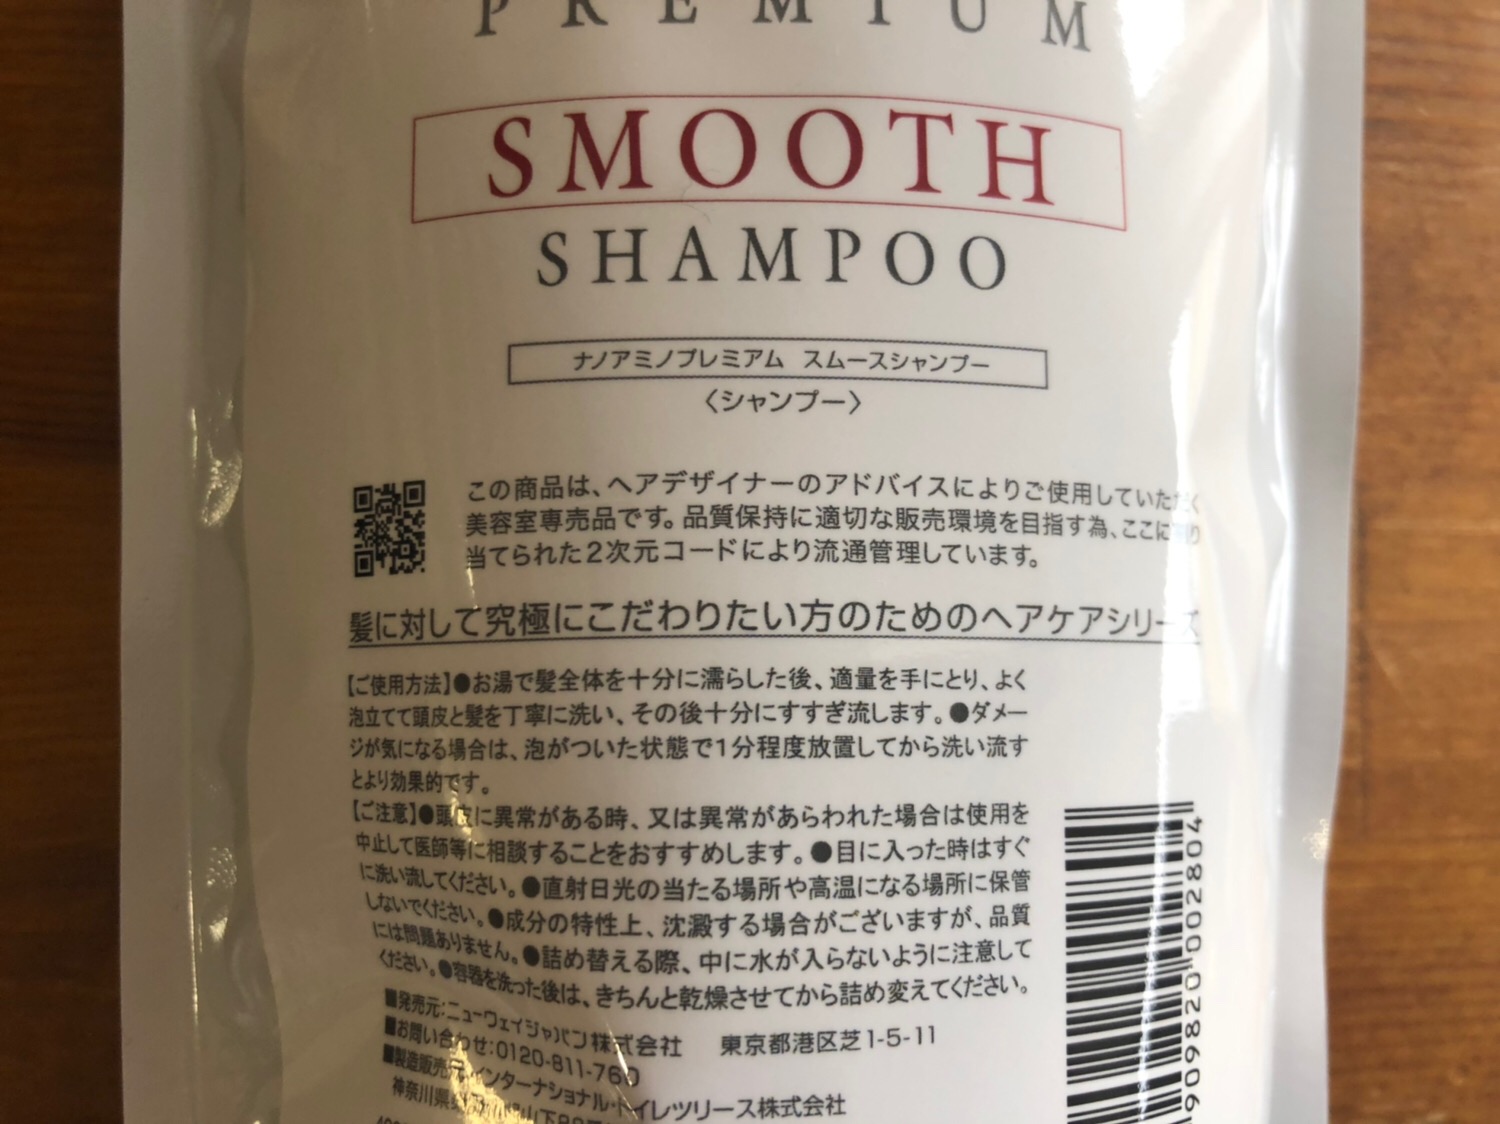 PREMIUM
SMOOTH
SHAMPOO
ナノアミノプレミアム スムースシャンプー
〈シャンプー〉
この商品は、ヘアデザイナーのアドバイスによりご使用していただく
美容室専売品です。品質保持に適切な販売環境を目指す為、ここに割り
当てられた2次元コードにより流通管理しています。
髪に対して究極にこだわりたい方のためのヘアケアシリーズ
【ご使用方法】●お湯で髪全体を十分に濡らした後、適量を手にとり、よく
泡立てて頭皮と髪を丁寧に洗い、その後十分にすすぎ流します。●ダメー
ジが気になる場合は、泡がついた状態で1分程度放置してから洗い流す
とより効果的です。
【ご注意】●頭皮に異常がある時、又は異常があらわれた場合は使用を
中止して医師等に相談することをおすすめします。●目に入った時はすぐ
に洗い流してください。●直射日光の当たる場所や高温になる場所に保管
しないでください。●成分の特性上、沈澱する場合がございますが、品質
には問題ありません。●詰め替える際、中に水が入らないように注意して
ください。●容器を洗った後は、きちんと乾燥させてから詰め変えてください。
■発売元:ニューウェイジャパン株式会社 東京都港区芝1-5-11
■お問い合わせ:0120-811-760
■製造販売元:インターナショナル・トイレツリース株式会社
神奈川県
909820 002804